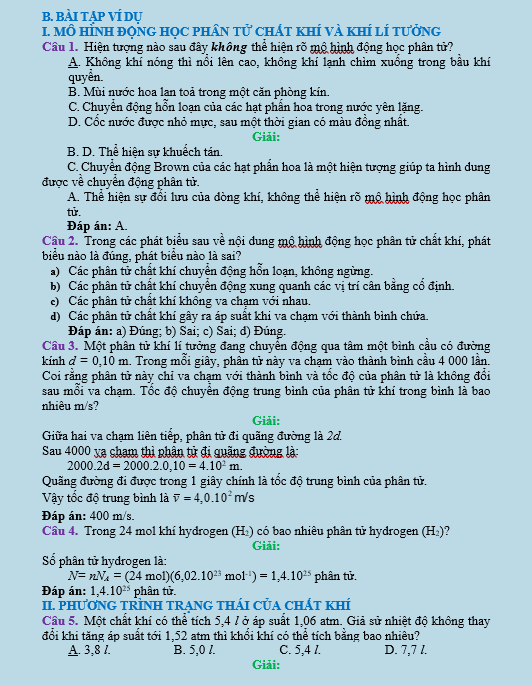 B. BÀI TẬP VÍ DỤ
I. MÔ HÌNH ĐỘNG HỌC PHÂN TỬ CHẤT KHÍ VÀ KHÍ LÍ TƯỞNG
Câu 1. Hiện tượng nào sau đây không thể hiện rõ mô hình động học phân tử?
A. Không khí nóng thì nổi lên cao, không khí lạnh chìm xuống trong bầu khí
quyển.
B. Mùi nước hoa lan toả trong một căn phòng kín.
C. Chuyển động hỗn loạn của các hạt phấn hoa trong nước yên lặng.
D. Cốc nước được nhỏ mực, sau một thời gian có màu đồng nhất.
Giải:
B. D. Thể hiện sự khuếch tán.
C. Chuyển động Brown của các hạt phấn hoa là một hiện tượng giúp ta hình dung
được về chuyển động phân tử.
A. Thể hiện sự đối lưu của dòng khí, không thể hiện rõ mô hình động học phân
tử.
Đáp án: A.
Câu 2. Trong các phát biểu sau về nội dung mô hình động học phân tử chất khí, phát
biểu nào là đúng, phát biểu nào là sai?
a) Các phân tử chất khí chuyển động hỗn loạn, không ngừng.
b) Các phân tử chất khí chuyển động xung quanh các vị trí cân bằng cố định.
c) Các phân tử chất khí không va chạm với nhau.
d) Các phân tử chất khí gây ra áp suất khi va chạm với thành bình chứa.
Đáp án: a) Đúng; b) Sai; c) Sai; d) Đúng.
Câu 3. Một phân tử khí lí tưởng đang chuyển động qua tâm một bình cầu có đường
kính d = 0,10 m. Trong mỗi giây, phân tử này va chạm vào thành bình cầu 4 000 lần.
Coi rằng phân tử này chỉ va chạm với thành bình và tốc độ của phân tử là không đổi
sau mỗi va chạm. Tốc độ chuyển động trung bình của phân tử khí trong bình là bao
nhiêu m/s?
Giải:
Giữa hai va chạm liên tiếp, phân tử đi quãng đường là 2d.
Sau 4000 va chạm thì phân tử đi quãng đường là:
2000.2d = 2000.2.0,10 = 4.10² m.
Quãng đường đi được trong 1 giây chính là tốc độ trung bình của phân tử.
Vậy tốc độ trung bình là v̅ = 4,0.10² m/s
Đáp án: 400 m/s.
Câu 4. Trong 24 mol khí hydrogen (H₂) có bao nhiêu phân tử hydrogen (H₂)?
Giải:
Số phân tử hydrogen là:
N= nN_A = (24 mol)(6,02.10²³ mol⁻¹) = 1,4.10²⁵ phân tử.
Đáp án: 1,4.10²⁵ phân tử.
II. PHƯƠNG TRÌNH TRẠNG THÁI CỦA CHẤT KHÍ
Câu 5. Một chất khí có thể tích 5,4 l ở áp suất 1,06 atm. Giả sử nhiệt độ không thay
đổi khi tăng áp suất tới 1,52 atm thì khối khí có thể tích bằng bao nhiêu?
A. 3,8 l. B. 5,0 l. C. 5,4 l. D. 7,7 l.
Giải: